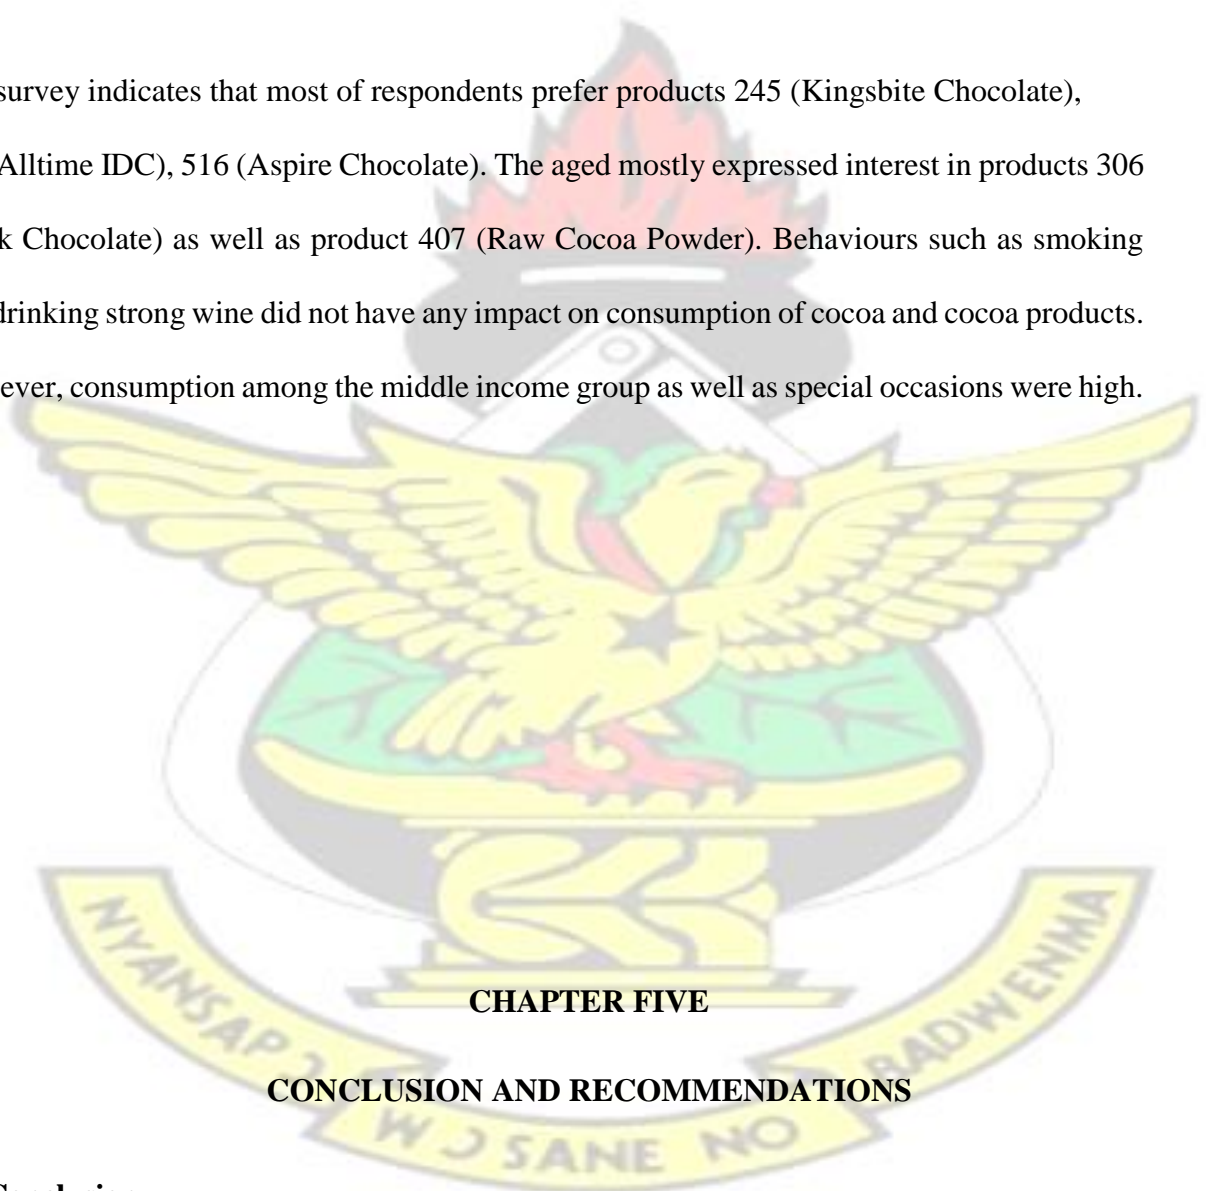 survey indicates that most of respondents prefer products 245 (Kingsbite Chocolate),
Alltime IDC), 516 (Aspire Chocolate). The aged mostly expressed interest in products 306
k Chocolate) as well as product 407 (Raw Cocoa Powder). Behaviours such as smoking
drinking strong wine did not have any impact on consumption of cocoa and cocoa products.
ever, consumption among the middle income group as well as special occasions were high.
CHAPTER FIVE
CONCLUSION AND RECOMMENDATIONS
NYANSAPƆ WƆ SANE NO BADWENMA